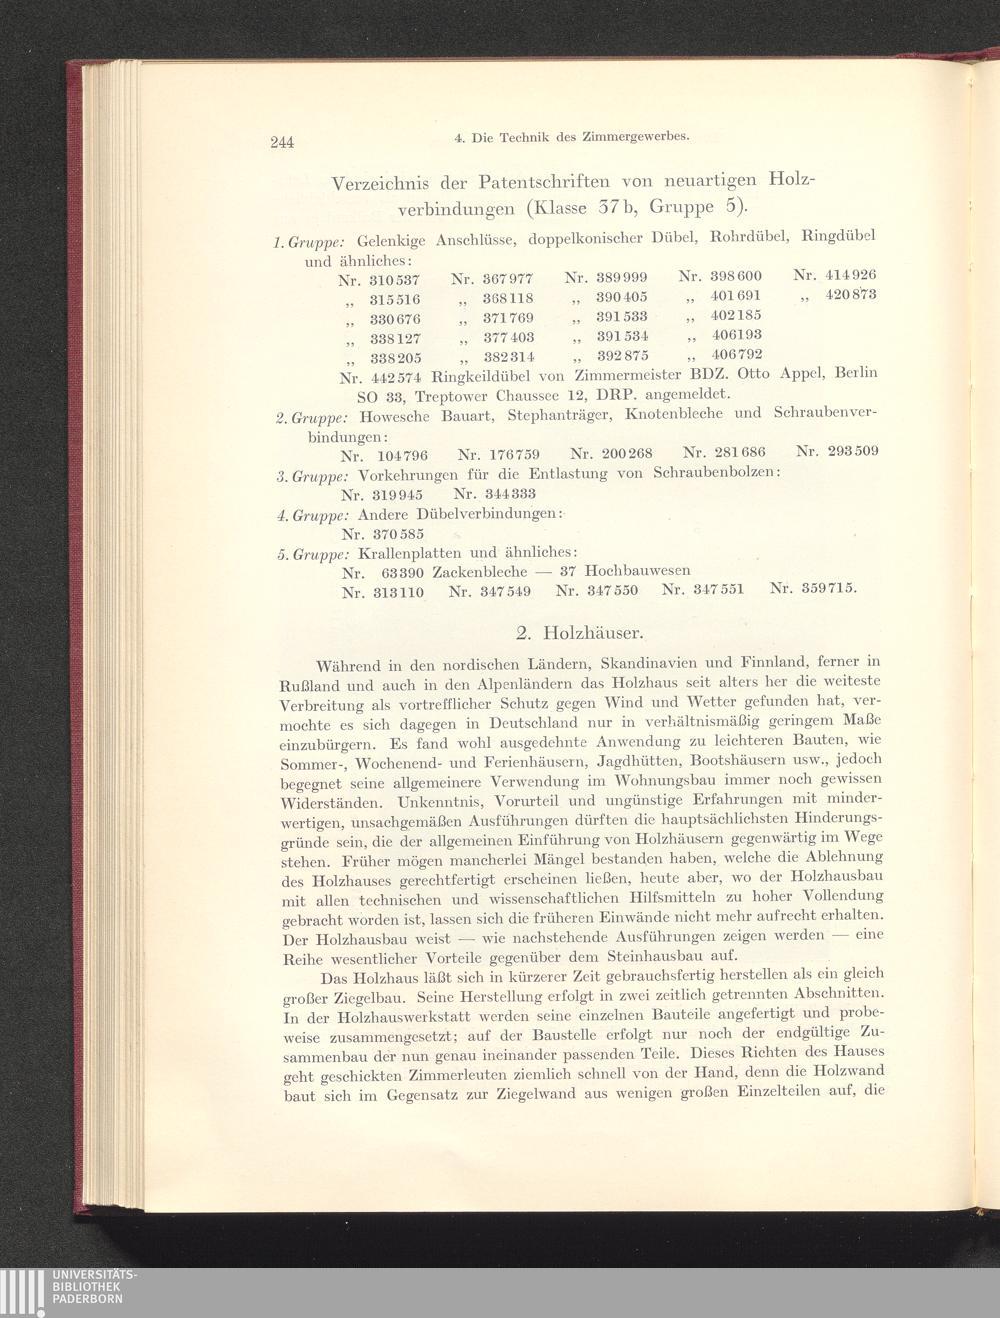 244
4. Die Technik des Zimmergewerbes.
Verzeichnis der Patentschriften von neuartigen Holz-
verbindungen (Klasse 37 b, Gruppe 5).
1. Gruppe: Gelenkige Anschlüsse, doppelkonischer Dübel, Rohrdübel, Ringdübel
und ähnliches:
Nr. 310537 Nr. 367977 Nr. 389999 Nr. 398600 Nr. 414926
„ 315516 „ 368118 „ 390405 „ 401691 „ 420873
„ 330676 „ 371769 „ 391533 „ 402185
„ 338127 „ 377403 „ 391534 „ 406193
„ 338205 „ 382314 „ 392875 „ 406792
Nr. 442574 Ringkeildübel von Zimmermeister BDZ. Otto Appel, Berlin
SO 33, Treptower Chaussee 12, DRP. angemeldet.
2. Gruppe: Howesche Bauart, Stephanträger, Knotenbleche und Schraubenver-
bindungen:
Nr. 104796 Nr. 176759 Nr. 200268 Nr. 281686 Nr. 293509
3. Gruppe: Vorkehrungen für die Entlastung von Schraubenbolzen:
Nr. 319945 Nr. 344333
4. Gruppe: Andere Dübelverbindungen:
Nr. 370585
5. Gruppe: Krallenplatten und ähnliches:
Nr. 63390 Zackenbleche — 37 Hochbauwesen
Nr. 313110 Nr. 347549 Nr. 347550 Nr. 347551 Nr. 359715.
2. Holzhäuser.
Während in den nordischen Ländern, Skandinavien und Finnland, ferner in
Rußland und auch in den Alpenländern das Holzhaus seit alters her die weiteste
Verbreitung als vortrefflicher Schutz gegen Wind und Wetter gefunden hat, ver-
mochte es sich dagegen in Deutschland nur in verhältnismäßig geringem Maße
einzubürgern. Es fand wohl ausgedehnte Anwendung zu leichteren Bauten, wie
Sommer-, Wochenend- und Ferienhäusern, Jagdhütten, Bootshäusern usw., jedoch
begegnet seine allgemeinere Verwendung im Wohnungsbau immer noch gewissen
Widerständen. Unkenntnis, Vorurteil und ungünstige Erfahrungen mit minder-
wertigen, unsachgemäßen Ausführungen dürften die hauptsächlichsten Hinderungs-
gründe sein, die der allgemeinen Einführung von Holzhäusern gegenwärtig im Wege
stehen. Früher mögen mancherlei Mängel bestanden haben, welche die Ablehnung
des Holzhauses gerechtfertigt erscheinen ließen, heute aber, wo der Holzhausbau
mit allen technischen und wissenschaftlichen Hilfsmitteln zu hoher Vollendung
gebracht worden ist, lassen sich die früheren Einwände nicht mehr aufrecht erhalten.
Der Holzhausbau weist — wie nachstehende Ausführungen zeigen werden — eine
Reihe wesentlicher Vorteile gegenüber dem Steinhausbau auf.
Das Holzhaus läßt sich in kürzerer Zeit gebrauchsfertig herstellen als ein gleich
großer Ziegelbau. Seine Herstellung erfolgt in zwei zeitlich getrennten Abschnitten.
In der Holzhauswerkstatt werden seine einzelnen Bauteile angefertigt und probe-
weise zusammengesetzt; auf der Baustelle erfolgt nur noch der endgültige Zu-
sammenbau der nun genau ineinander passenden Teile. Dieses Richten des Hauses
geht geschickten Zimmerleuten ziemlich schnell von der Hand, denn die Holzwand
baut sich im Gegensatz zur Ziegelwand aus wenigen großen Einzelteilen auf, die
UNIVERSITÄTS-
BIBLIOTHEK
PADERBORN